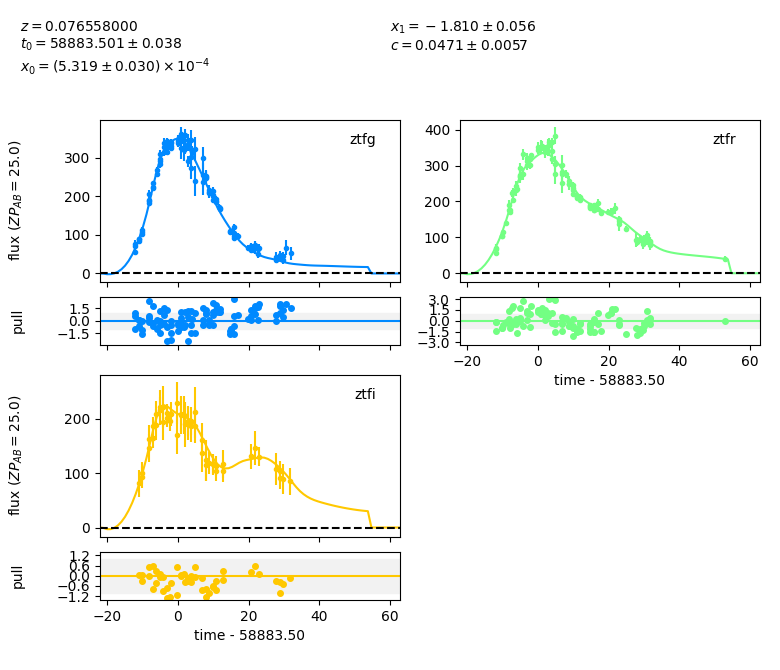 z = 0.076558000
t₀ = 58883.501 ± 0.038
x₀ = (5.319 ± 0.030) × 10⁻⁴
x₁ = −1.810 ± 0.056
c = 0.0471 ± 0.0057
flux (ZP_AB = 25.0)
ztfg
300
200
100
0
ztfr
400
300
200
100
0
pull
1.5
0.0
−1.5
3.0
1.5
0.0
−1.5
−3.0
−20 0 20 40 60
time - 58883.50
flux (ZP_AB = 25.0)
ztfi
200
100
0
pull
1.2
0.6
0.0
−0.6
−1.2
−20 0 20 40 60
time - 58883.50